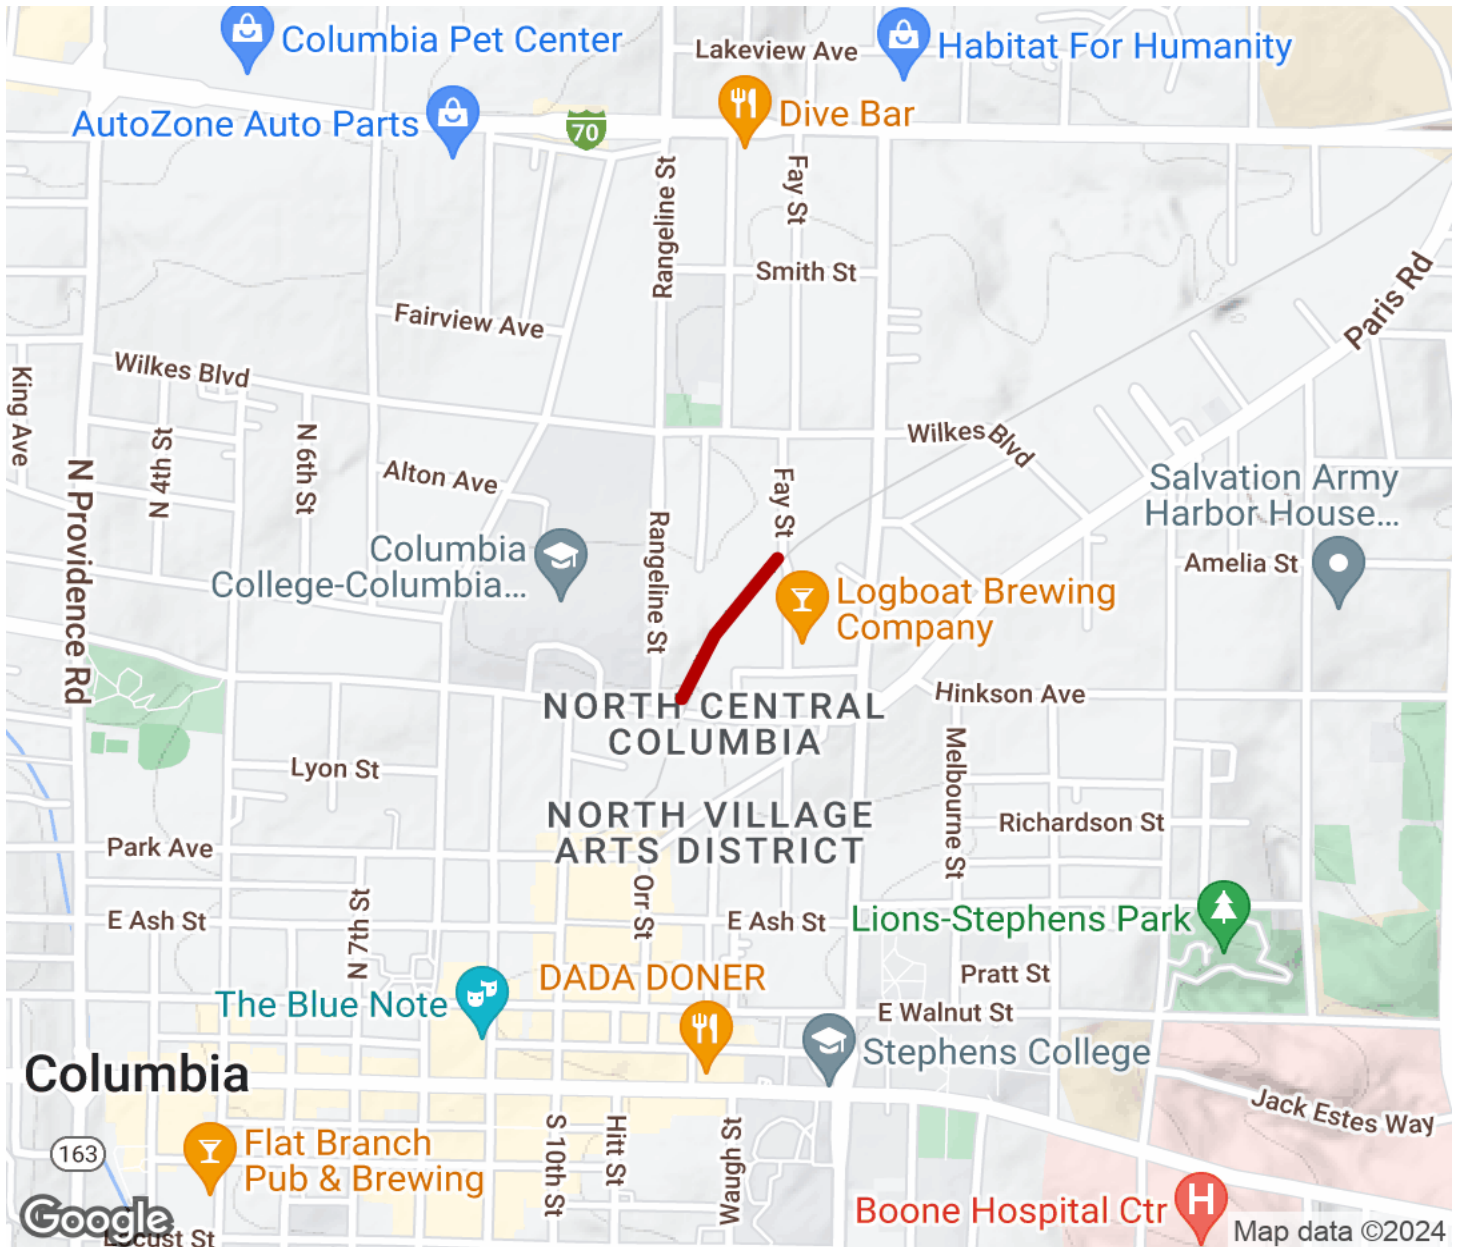 Columbia Pet Center
Lakeview Ave
Habitat For Humanity
AutoZone Auto Parts
70
Dive Bar
Rangeline St
Fay St
Smith St
Paris Rd
Fairview Ave
Wilkes Blvd
King Ave
N 4th St
N 6th St
Alton Ave
Wilkes Blvd
N Providence Rd
Fay St
Salvation Army
Harbor House...
Columbia
College-Columbia...
Rangeline St
Amelia St
Logboat Brewing
Company
Hinkson Ave
NORTH CENTRAL
COLUMBIA
Melbourne St
Lyon St
NORTH VILLAGE
ARTS DISTRICT
Richardson St
Park Ave
Orr St
N 7th St
E Ash St
E Ash St
Lions-Stephens Park
Pratt St
DADA DONER
The Blue Note
E Walnut St
Stephens College
Columbia
Jack Estes Way
S 10th St
Hitt St
Waugh St
163
Flat Branch
Pub & Brewing
Boone Hospital Ctr
H
Google
Locust St
Map data ©2024